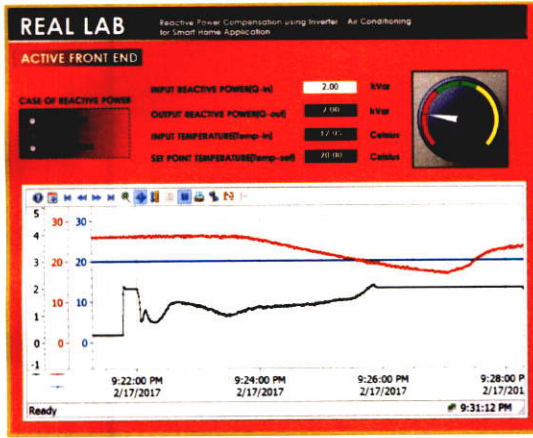 REAL LAB
Reactive Power Compensation using Inverter Air Conditioning
for Smart Home Application
ACTIVE FRONT END
CASE OF REACTIVE POWER
INPUT REACTIVE POWER(Q-in) 2.00 kVar
OUTPUT REACTIVE POWER(Q-out) 2.00 kVar
INPUT TEMPERATURE(Temp-in) 17.95 Celsius
SET POINT TEMPERATURE(Temp-set) 20.00 Celsius
5 30 30
4
3 20 20
2
10 10
1
0 0 0
-1
9:22:00 PM 9:24:00 PM 9:26:00 PM 9:28:00 P
2/17/2017 2/17/2017 2/17/2017 2/17/201
Ready 9:31:12 PM